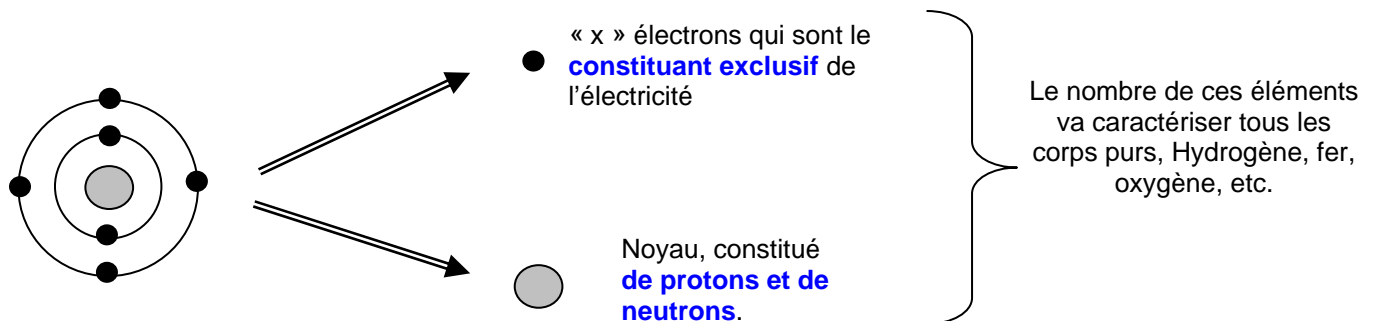 « x » électrons qui sont le
constituant exclusif de
l'électricité
Le nombre de ces éléments
va caractériser tous les
corps purs, Hydrogène, fer,
oxygène, etc.
Noyau, constitué
de protons et de
neutrons.